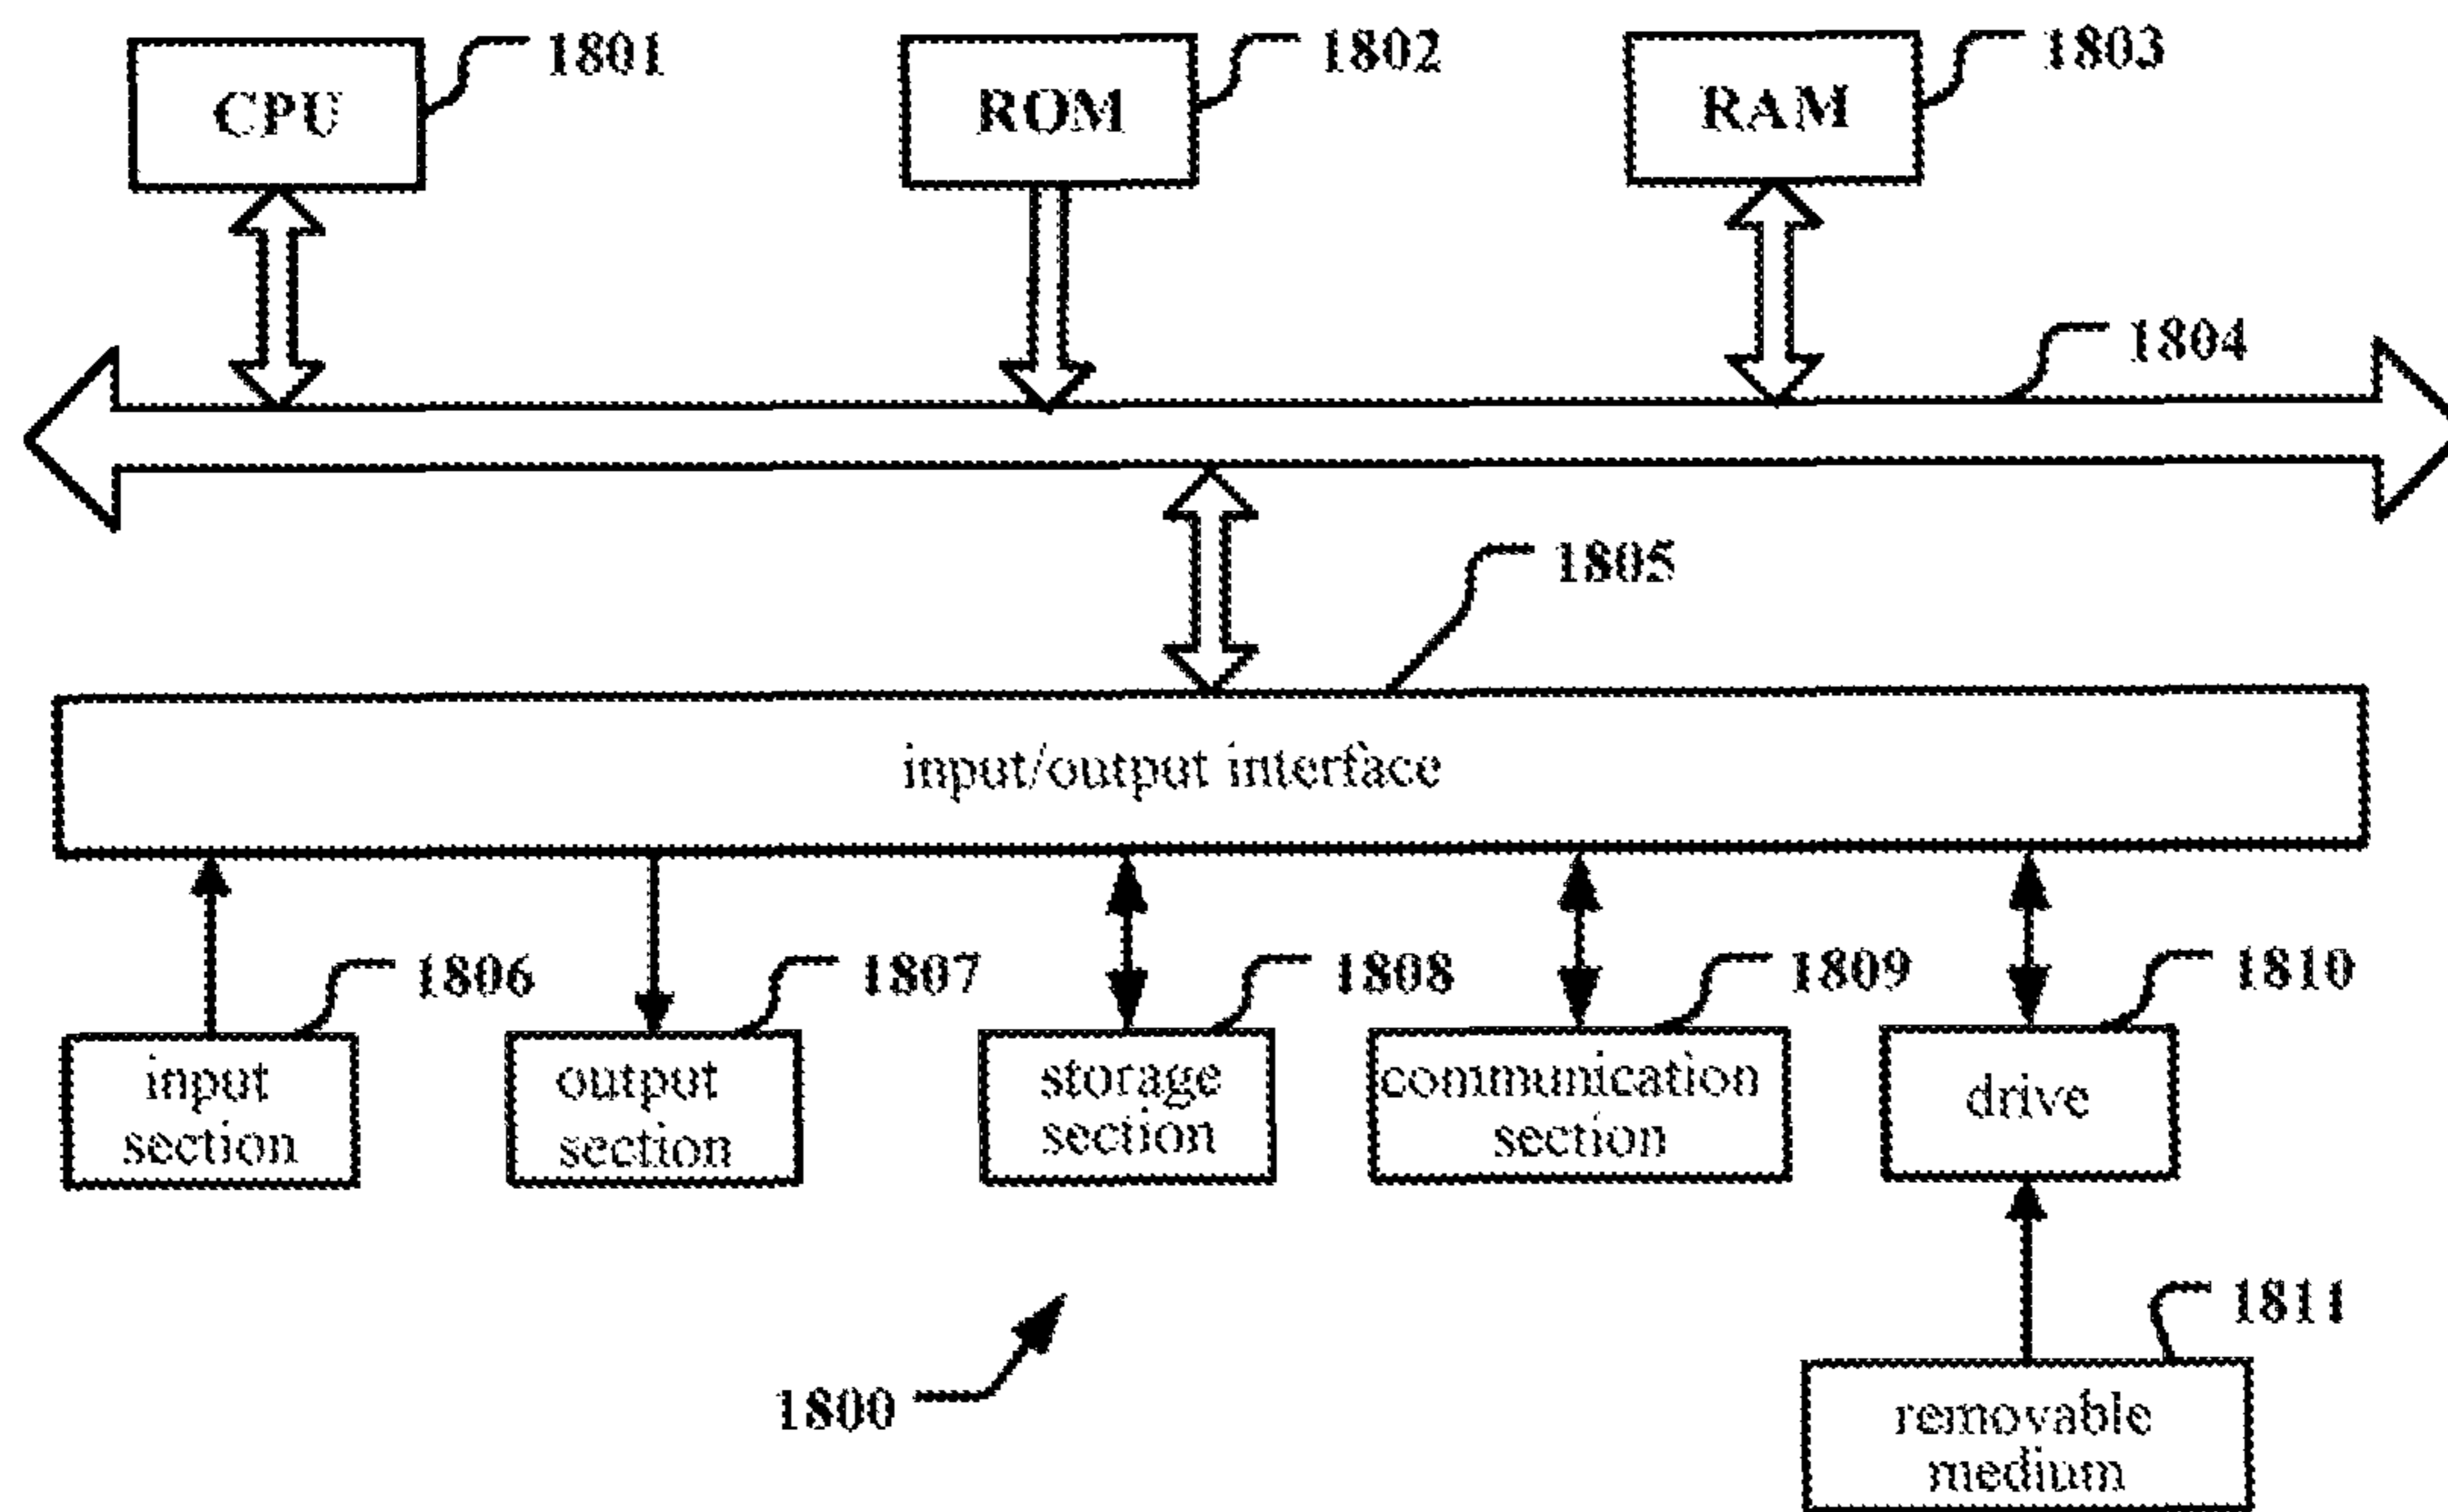 CPU
1801
ROM
1802
RAM
1803
1804
1805
input/output interface
1806
1807
1808
1809
1810
input
section
output
section
storage
section
communication
section
drive
1811
1800
removable
medium